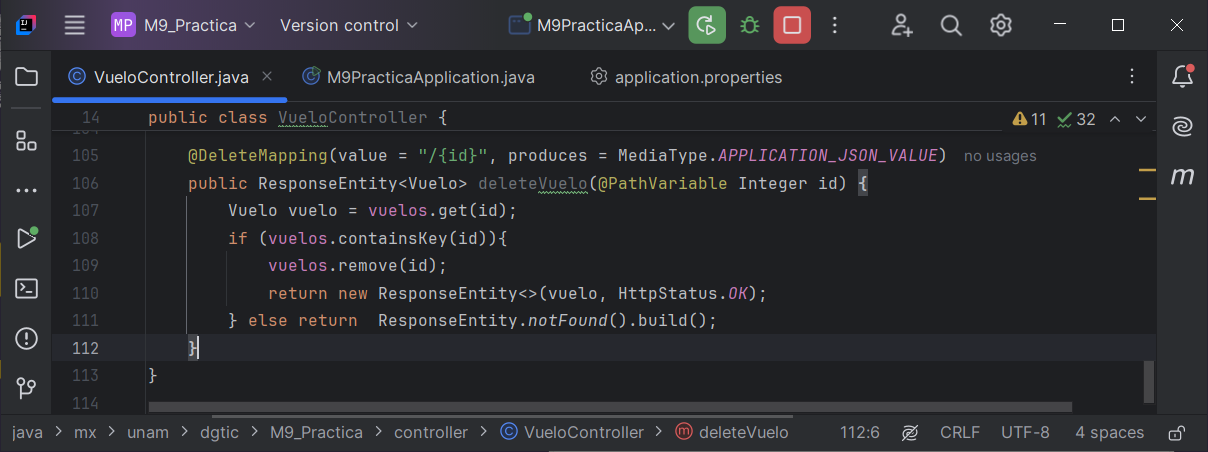 MP M9_Practica Version control M9PracticaAp...
VueloController.java M9PracticaApplication.java application.properties
14 public class VueloController { 11 32
105 @DeleteMapping(value = "/{id}", produces = MediaType.APPLICATION_JSON_VALUE) no usages
106 public ResponseEntity<Vuelo> deleteVuelo(@PathVariable Integer id) {
107 Vuelo vuelo = vuelos.get(id);
108 if (vuelos.containsKey(id)){
109 vuelos.remove(id);
110 return new ResponseEntity<>(vuelo, HttpStatus.OK);
111 } else return  ResponseEntity.notFound().build();
112 }
113 }
114
java > mx > unam > dgtic > M9_Practica > controller > VueloController > deleteVuelo 112:6 CRLF UTF-8 4 spaces